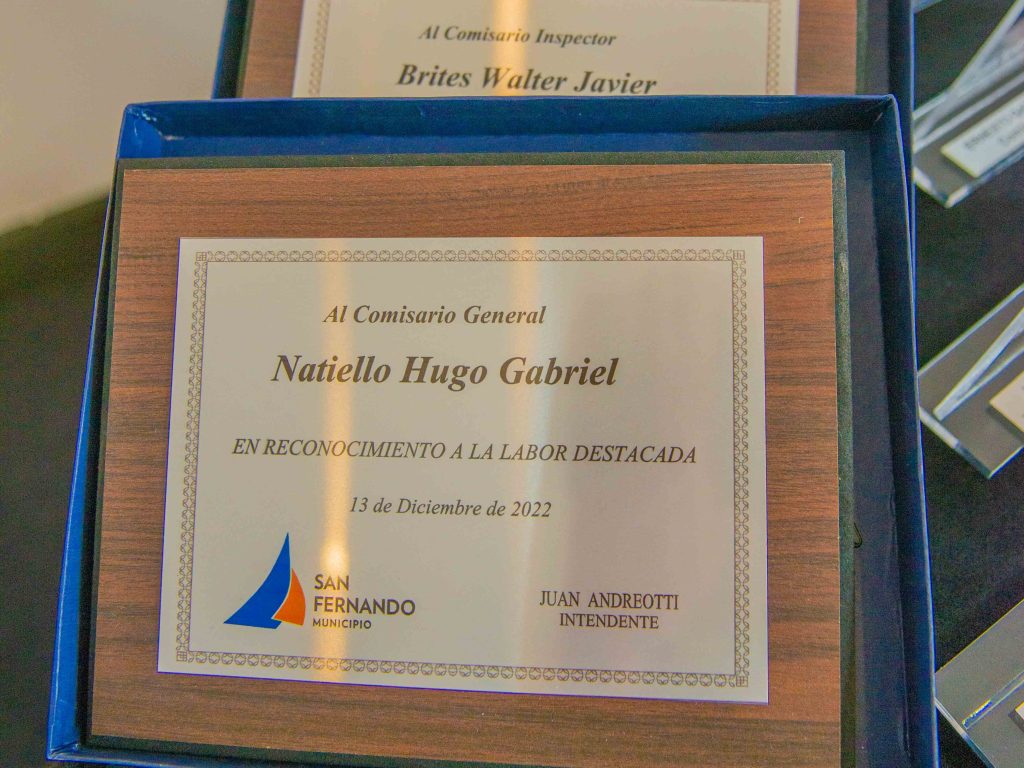 Al Comisario Inspector
Brites Walter Javier
Al Comisario General
Natiello Hugo Gabriel
EN RECONOCIMIENTO A LA LABOR DESTACADA
13 de Diciembre de 2022
SAN
FERNANDO
MUNICIPIO
JUAN ANDREOTTI
INTENDENTE